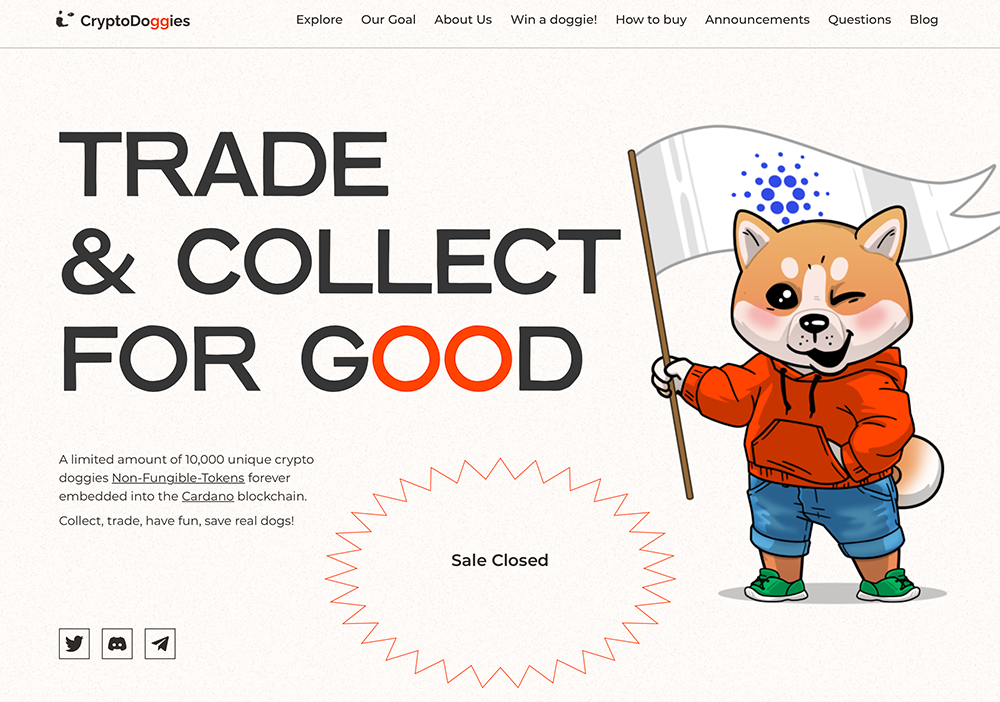 CryptoDoggies
Explore
Our Goal
About Us
Win a doggie!
How to buy
Announcements
Questions
Blog
TRADE
& COLLECT
FOR GOOD
A limited amount of 10,000 unique crypto
doggies Non-Fungible-Tokens forever
embedded into the Cardano blockchain.
Collect, trade, have fun, save real dogs!
Sale Closed